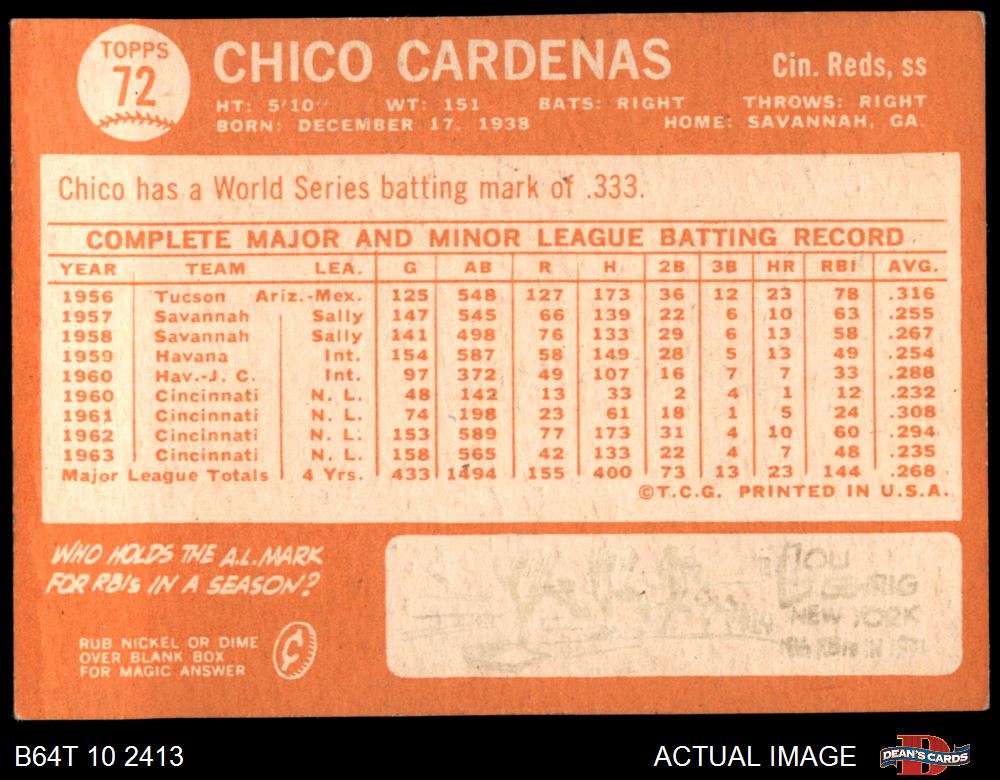 TOPPS
72
CHICO CARDENAS
Cin. Reds, ss
HT: 5'10" WT: 151 BATS: RIGHT THROWS: RIGHT
BORN: DECEMBER 17, 1938 HOME: SAVANNAH, GA.
Chico has a World Series batting mark of .333.
COMPLETE MAJOR AND MINOR LEAGUE BATTING RECORD
YEAR TEAM LEA. G AB R H 2B 3B HR RBI AVG.
1956 Tucson Ariz.-Mex. 125 548 127 173 36 12 23 78 .316
1957 Savannah Sally 147 545 66 139 22 6 10 63 .255
1958 Savannah Sally 141 498 76 133 29 6 13 58 .267
1959 Havana Int. 154 587 58 149 28 5 13 49 .254
1960 Hav.-J. C. Int. 97 372 49 107 16 7 7 33 .288
1960 Cincinnati N. L. 48 142 13 33 2 4 1 12 .232
1961 Cincinnati N. L. 74 198 23 61 18 1 5 24 .308
1962 Cincinnati N. L. 153 589 77 173 31 4 10 60 .294
1963 Cincinnati N. L. 158 565 42 133 22 4 7 48 .235
Major League Totals 4 Yrs. 433 1494 155 400 73 13 23 144 .268
©T.C.G. PRINTED IN U.S.A.
WHO HOLDS THE A.L. MARK
FOR RBIs IN A SEASON?
RUB NICKEL OR DIME
OVER BLANK BOX
FOR MAGIC ANSWER
¢
LOU
GEHRIG
NEW YORK
B64T 10 2413
ACTUAL IMAGE
DEAN'S CARDS